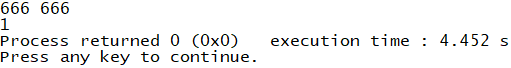 666 666
1
Process returned 0 (0x0)   execution time : 4.452 s
Press any key to continue.